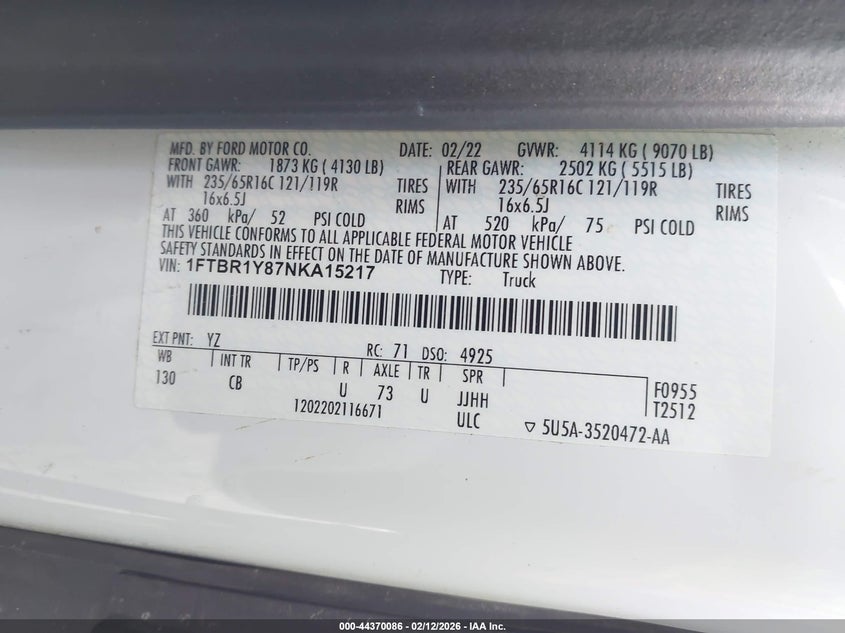 MFD. BY FORD MOTOR CO. DATE: 02/22 GVWR: 4114 KG ( 9070 LB)
FRONT GAWR: 1873 KG ( 4130 LB) REAR GAWR: 2502 KG ( 5515 LB)
WITH 235/65R16C 121/119R TIRES WITH 235/65R16C 121/119R TIRES
16x6.5J RIMS 16x6.5J RIMS
AT 360 kPa/ 52 PSI COLD AT 520 kPa/ 75 PSI COLD
THIS VEHICLE CONFORMS TO ALL APPLICABLE FEDERAL MOTOR VEHICLE
SAFETY STANDARDS IN EFFECT ON THE DATE OF MANUFACTURE SHOWN ABOVE.
VIN: 1FTBR1Y87NKA15217 TYPE: Truck
EXT PNT: YZ RC: 71 DSO: 4925
WB INT TR TP/PS R AXLE TR SPR
130 CB U 73 U JJHH F0955
1202202116671 ULC T2512
▽ 5U5A-3520472-AA
000-44370086 - 02/12/2026 - IAA Inc.